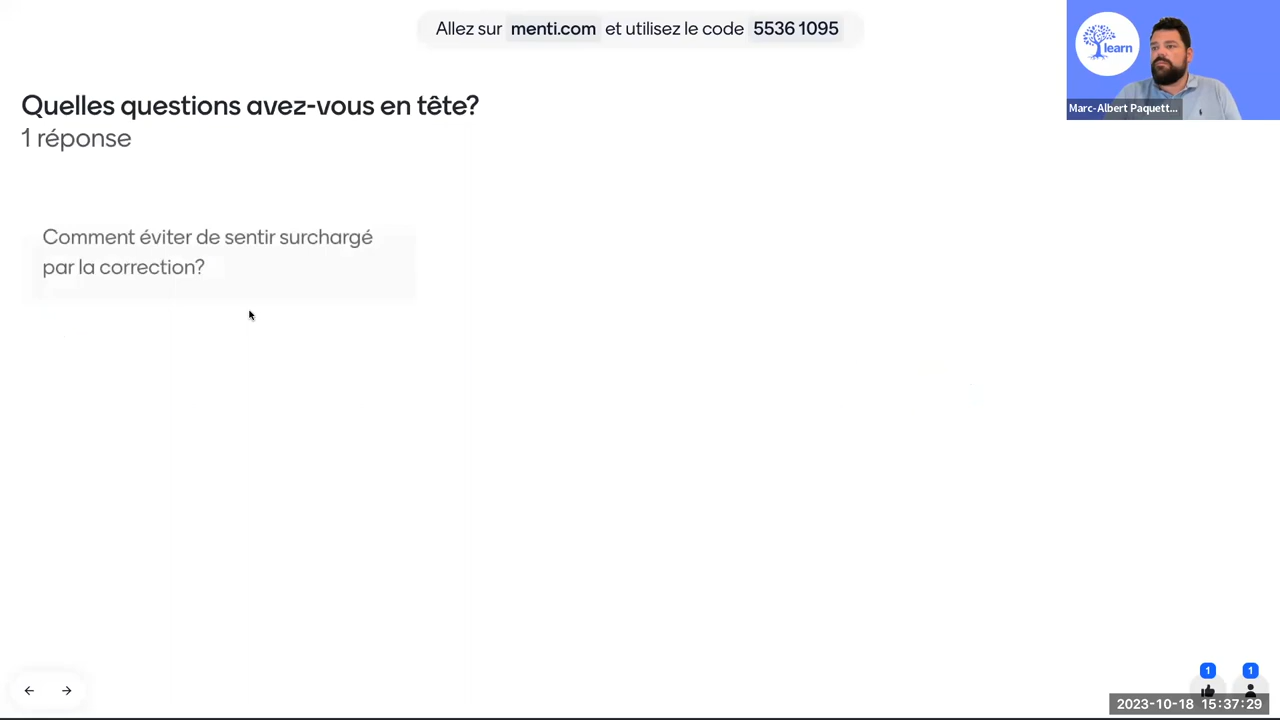 Allez sur menti.com et utilisez le code 5536 1095
learn
Marc-Albert Paquett...
Quelles questions avez-vous en tête?
1 réponse
Comment éviter de sentir surchargé
par la correction?
1 1
2023-10-18 15:37:29